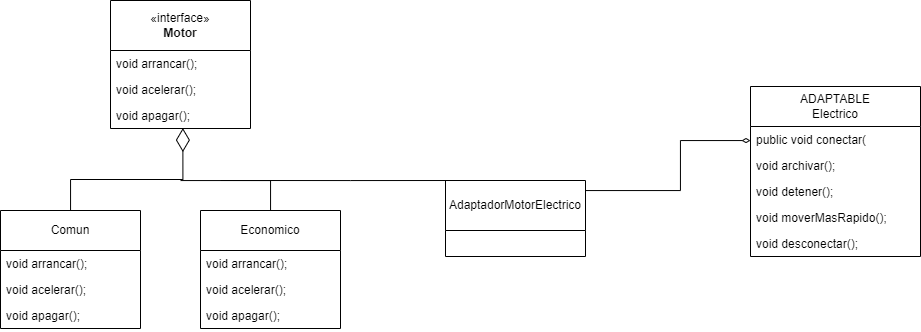 «interface»
Motor
void arrancar();
void acelerar();
void apagar();
ADAPTABLE
Electrico
public void conectar(
void archivar();
void detener();
void moverMasRapido();
void desconectar();
AdaptadorMotorElectrico
Comun
void arrancar();
void acelerar();
void apagar();
Economico
void arrancar();
void acelerar();
void apagar();